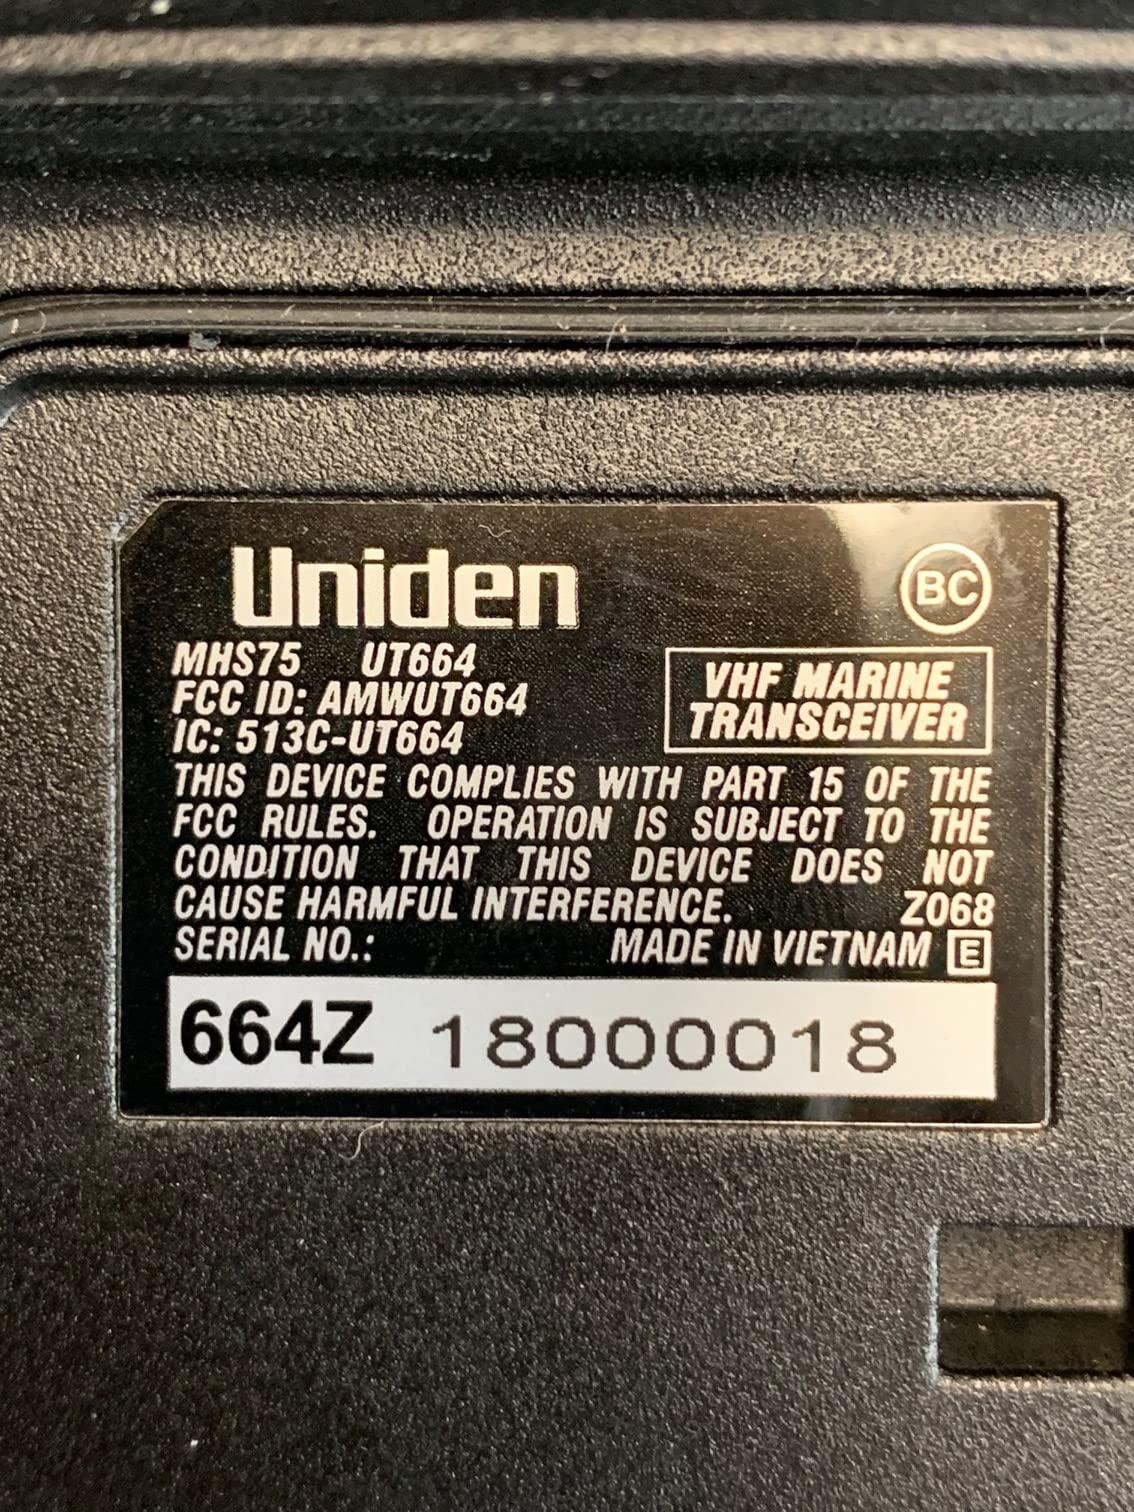 Uniden
BC
MHS75 UT664
FCC ID: AMWUT664
IC: 513C-UT664
VHF MARINE
TRANSCEIVER
THIS DEVICE COMPLIES WITH PART 15 OF THE
FCC RULES. OPERATION IS SUBJECT TO THE
CONDITION THAT THIS DEVICE DOES NOT
CAUSE HARMFUL INTERFERENCE. Z068
SERIAL NO.: MADE IN VIETNAM E
664Z 18000018